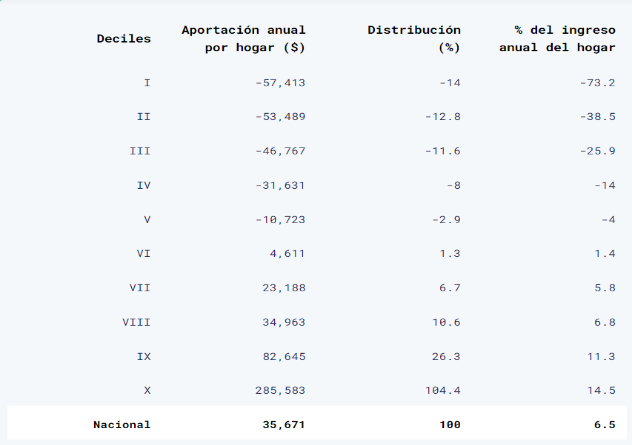 Deciles Aportación anual por hogar ($) Distribución (%) % del ingreso anual del hogar
I -57,413 -14 -73.2
II -53,489 -12.8 -38.5
III -46,767 -11.6 -25.9
IV -31,631 -8 -14
V -10,723 -2.9 -4
VI 4,611 1.3 1.4
VII 23,188 6.7 5.8
VIII 34,963 10.6 6.8
IX 82,645 26.3 11.3
X 285,583 104.4 14.5
Nacional 35,671 100 6.5